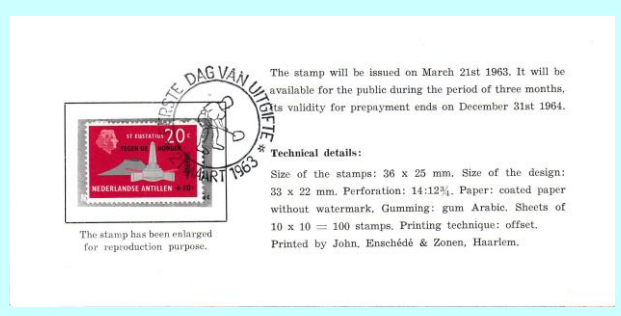 EERSTE DAG VAN UITGIFTE *
MAART 1963
ST EUSTATIUS 20c
TEGEN DE HONGER
NEDERLANDSE ANTILLEN +10c
The stamp has been enlarged
for reproduction purpose.
The stamp will be issued on March 21st 1963. It will be
available for the public during the period of three months,
its validity for prepayment ends on December 31st 1964.
Technical details:
Size of the stamps: 36 x 25 mm. Size of the design:
33 x 22 mm. Perforation: 14:12¾. Paper: coated paper
without watermark. Gumming: gum Arabic. Sheets of
10 x 10 = 100 stamps. Printing technique: offset.
Printed by John. Enschédé & Zonen, Haarlem.